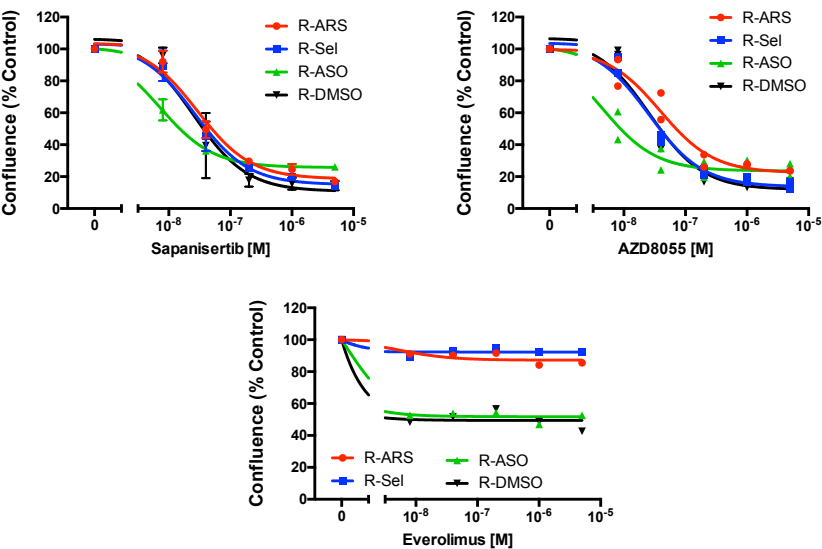 Confluence (% Control)
120
100
80
60
40
20
0
0
10-8
10-7
10-6
10-5
Sapanisertib [M]
R-ARS
R-Sel
R-ASO
R-DMSO
Confluence (% Control)
120
100
80
60
40
20
0
0
10-8
10-7
10-6
10-5
AZD8055 [M]
R-ARS
R-Sel
R-ASO
R-DMSO
Confluence (% Control)
120
100
80
60
40
20
0
R-ARS
R-Sel
R-ASO
R-DMSO
0
10-8
10-7
10-6
10-5
Everolimus [M]